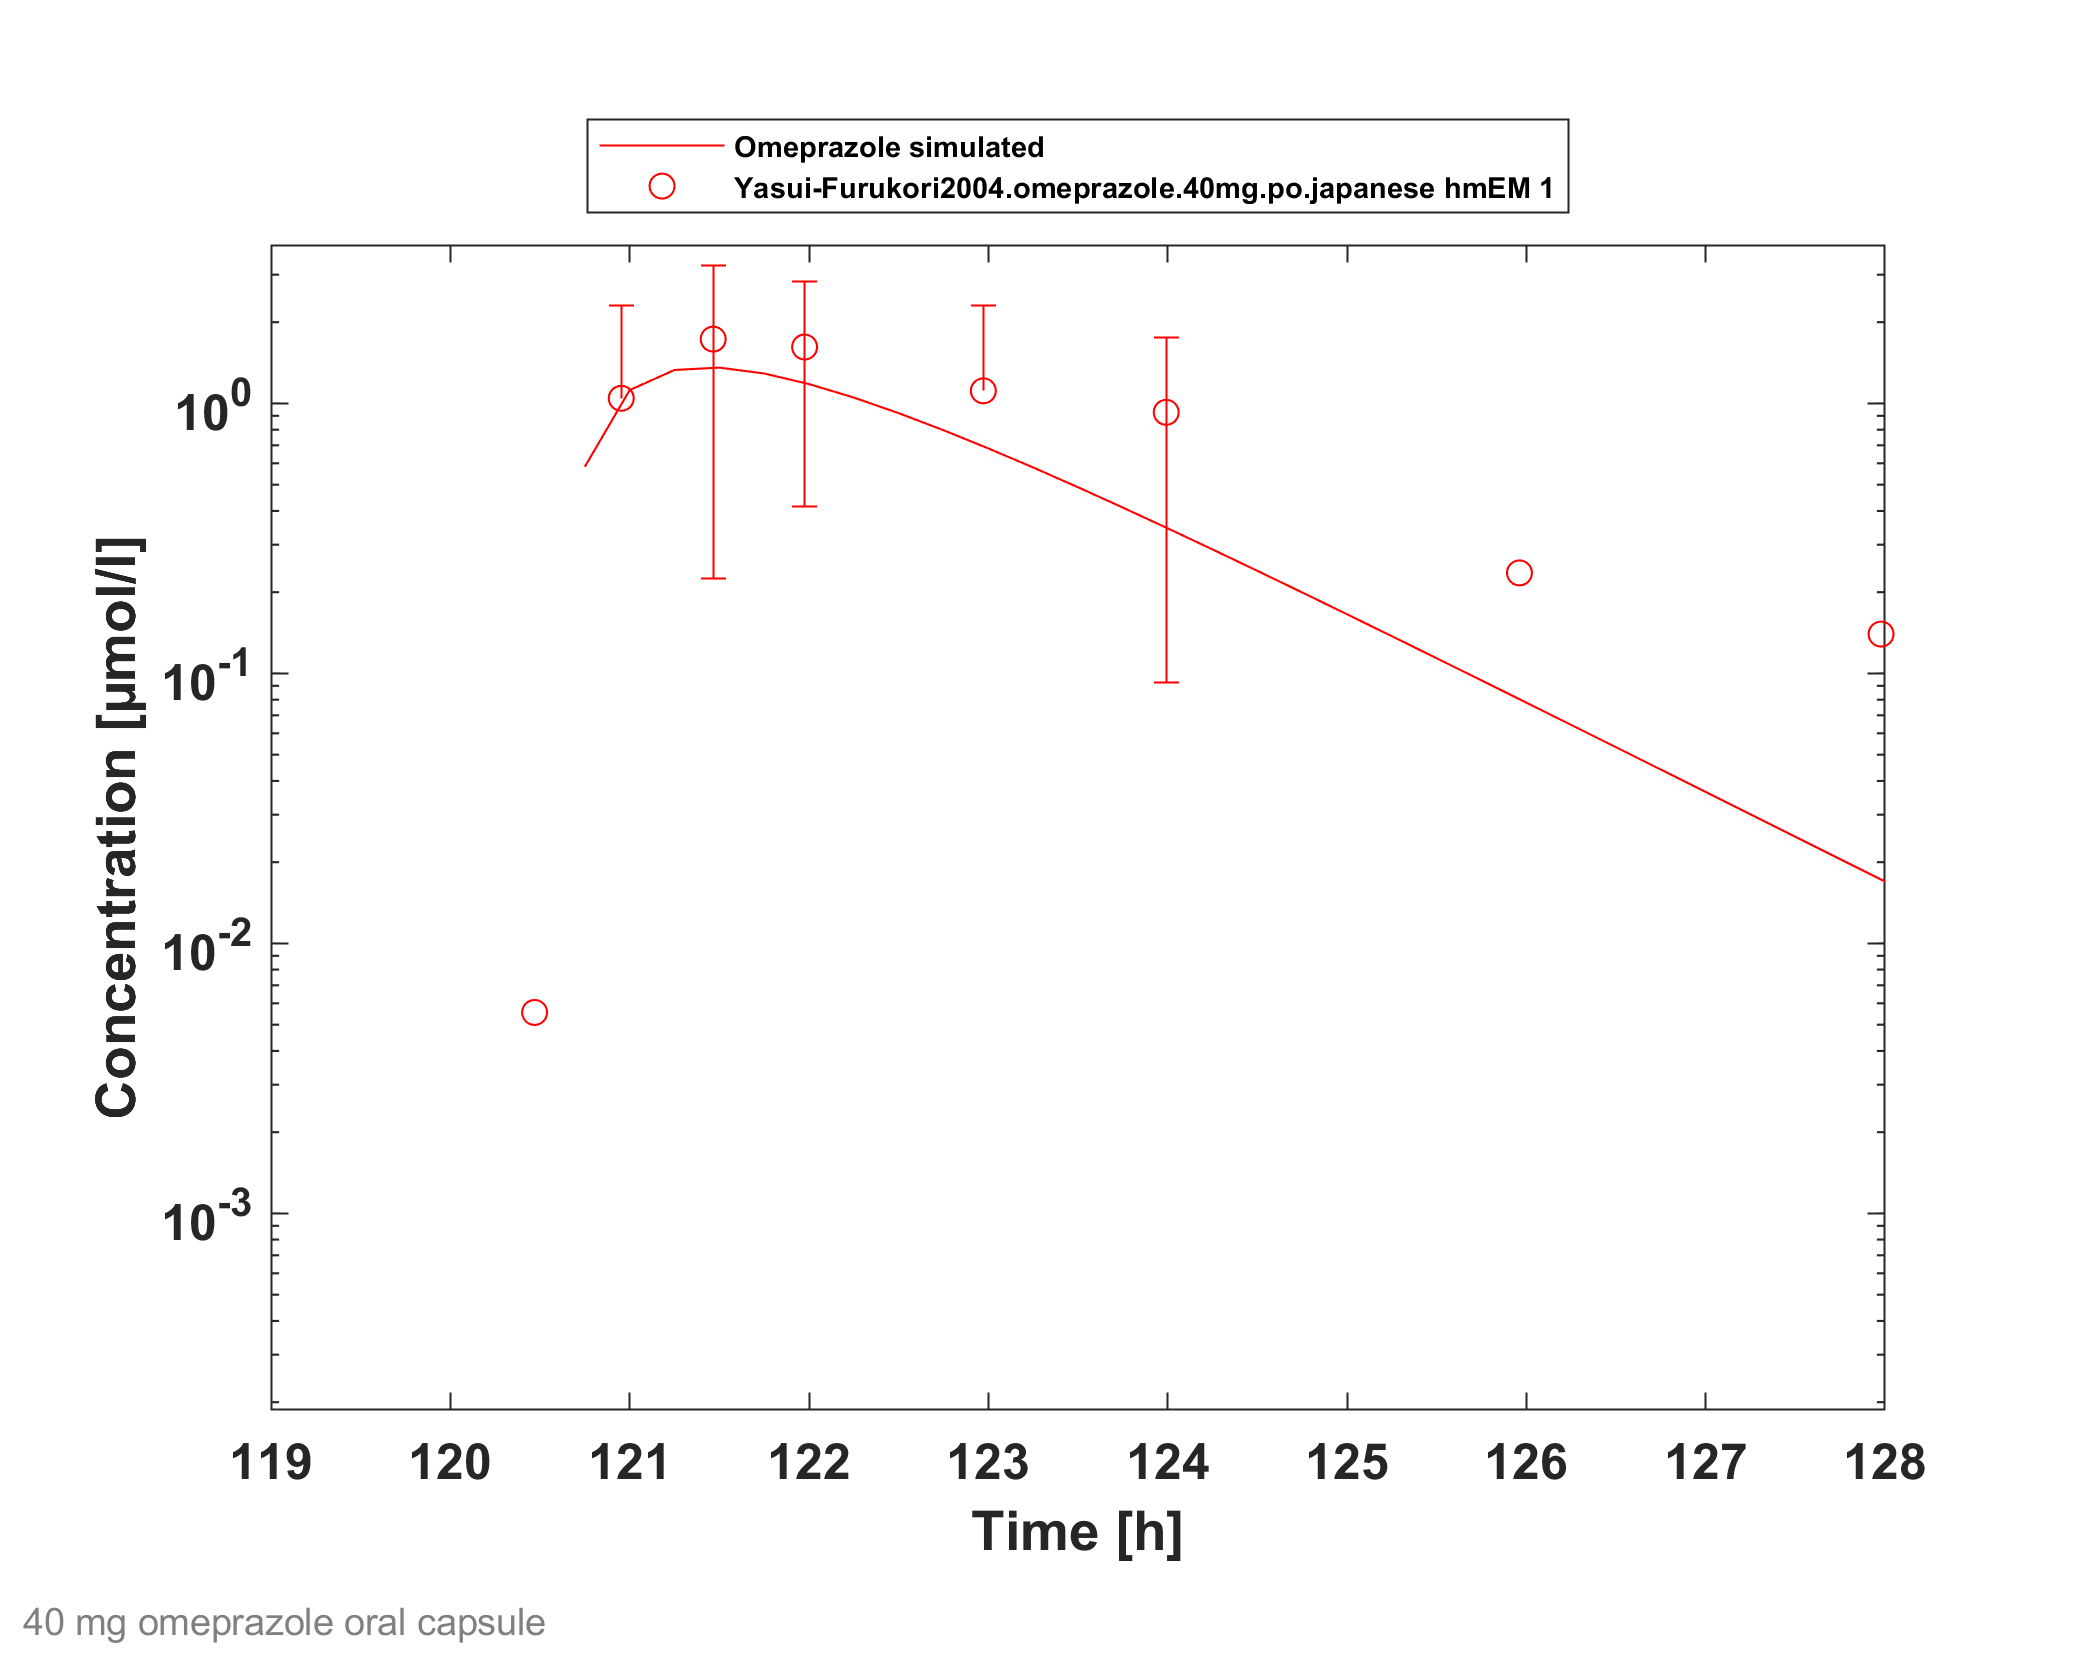 Omeprazole simulated
Yasui-Furukori2004.omeprazole.40mg.po.japanese hmEM 1
10^0
10^-1
10^-2
10^-3
Concentration [µmol/l]
119 120 121 122 123 124 125 126 127 128
Time [h]
40 mg omeprazole oral capsule